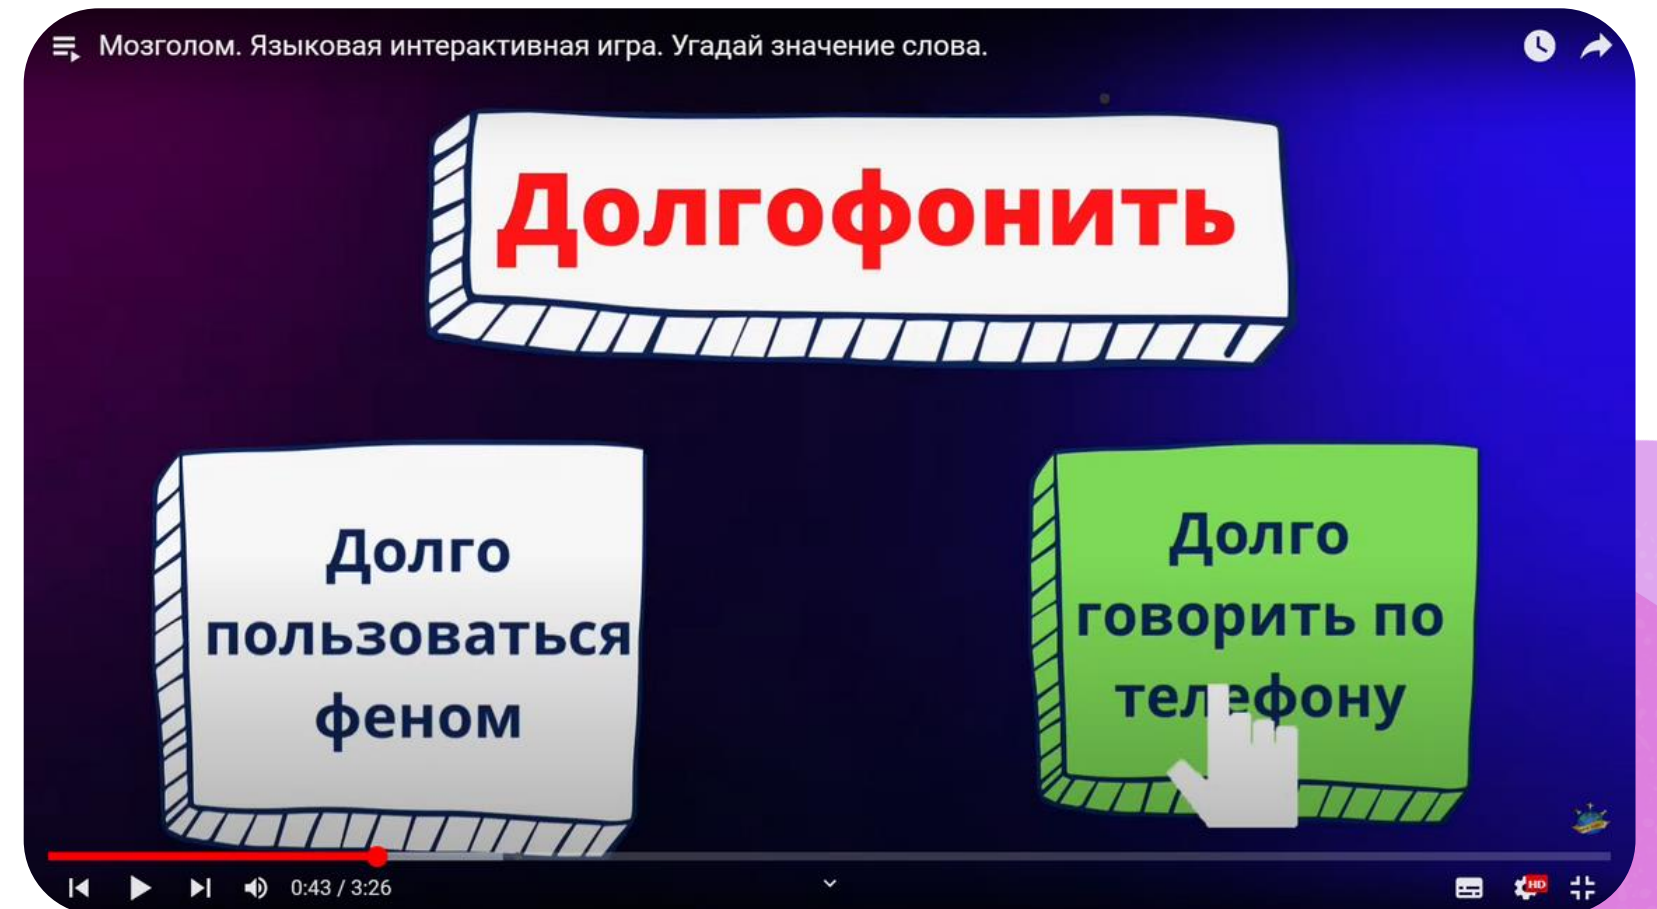 Мозголом. Языковая интерактивная игра. Угадай значение слова.
Долгофонить
Долго
пользоваться
феном
Долго
говорить по
телефону
0:43 / 3:26
HD